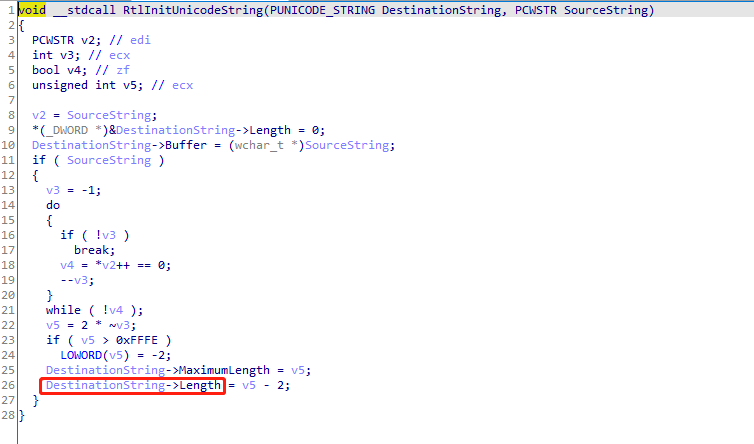 1 void __stdcall RtlInitUnicodeString(PUNICODE_STRING DestinationString, PCWSTR SourceString)
2 {
3   PCWSTR v2; // edi
4   int v3; // ecx
5   bool v4; // zf
6   unsigned int v5; // ecx
7
8   v2 = SourceString;
9   *(_DWORD *)&DestinationString->Length = 0;
10   DestinationString->Buffer = (wchar_t *)SourceString;
11   if ( SourceString )
12   {
13     v3 = -1;
14     do
15     {
16       if ( !v3 )
17         break;
18       v4 = *v2++ == 0;
19       --v3;
20     }
21     while ( !v4 );
22     v5 = 2 * ~v3;
23     if ( v5 > 0xFFFE )
24       LOWORD(v5) = -2;
25     DestinationString->MaximumLength = v5;
26     DestinationString->Length = v5 - 2;
27   }
28 }